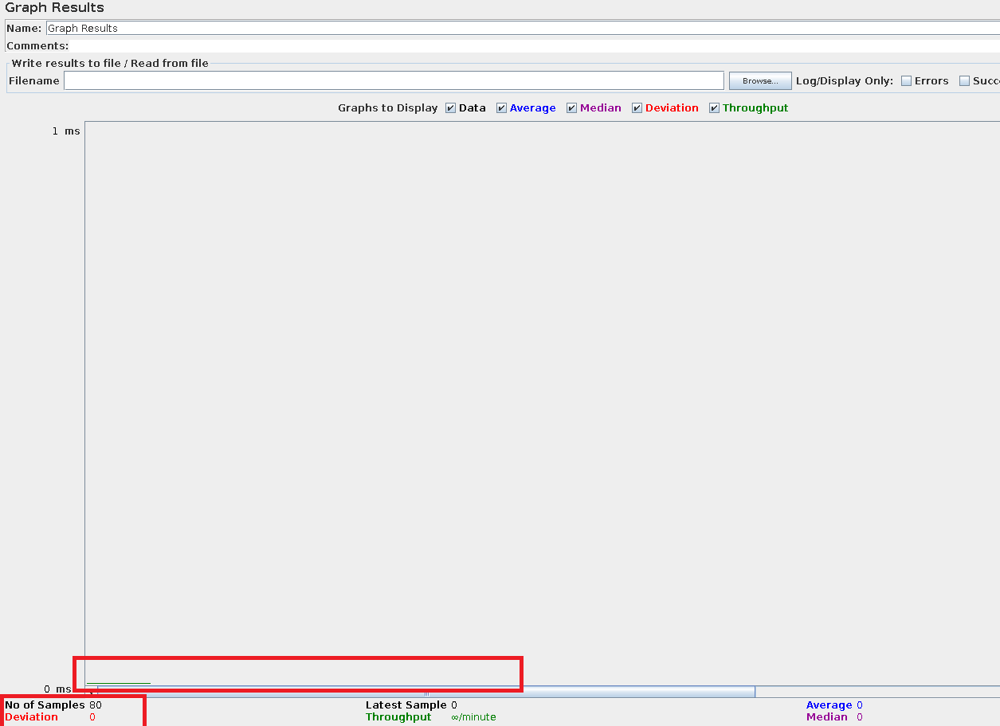 Graph Results
Name: Graph Results
Comments:
Write results to file / Read from file
Filename Browse... Log/Display Only: Errors Succ
Graphs to Display Data Average Median Deviation Throughput
1 ms
0 ms
No of Samples 80 Latest Sample 0 Average 0
Deviation 0 Throughput ∞/minute Median 0